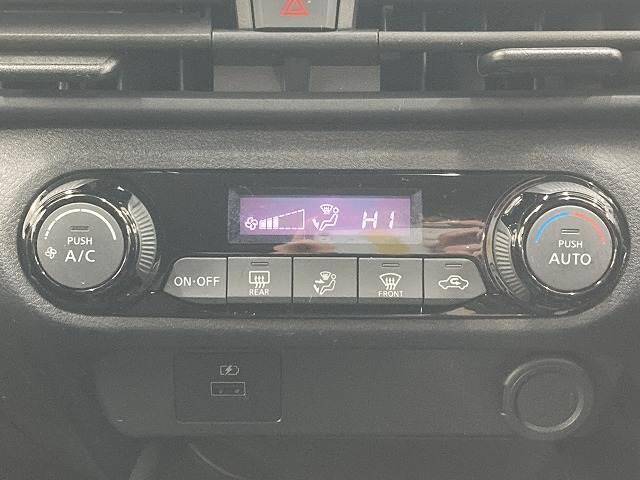 HI
PUSH
A/C
PUSH
AUTO
ON·OFF
REAR
FRONT